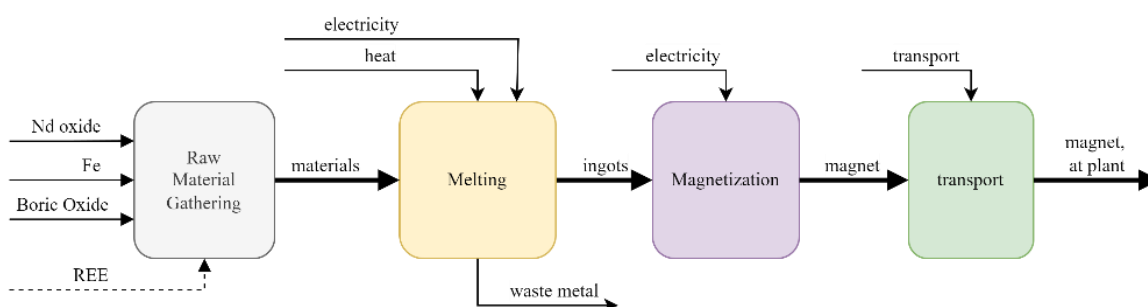 electricity
heat
electricity
transport
Nd oxide
Fe
Boric Oxide
REE
Raw
Material
Gathering
materials
Melting
ingots
Magnetization
magnet
transport
magnet,
at plant
waste metal